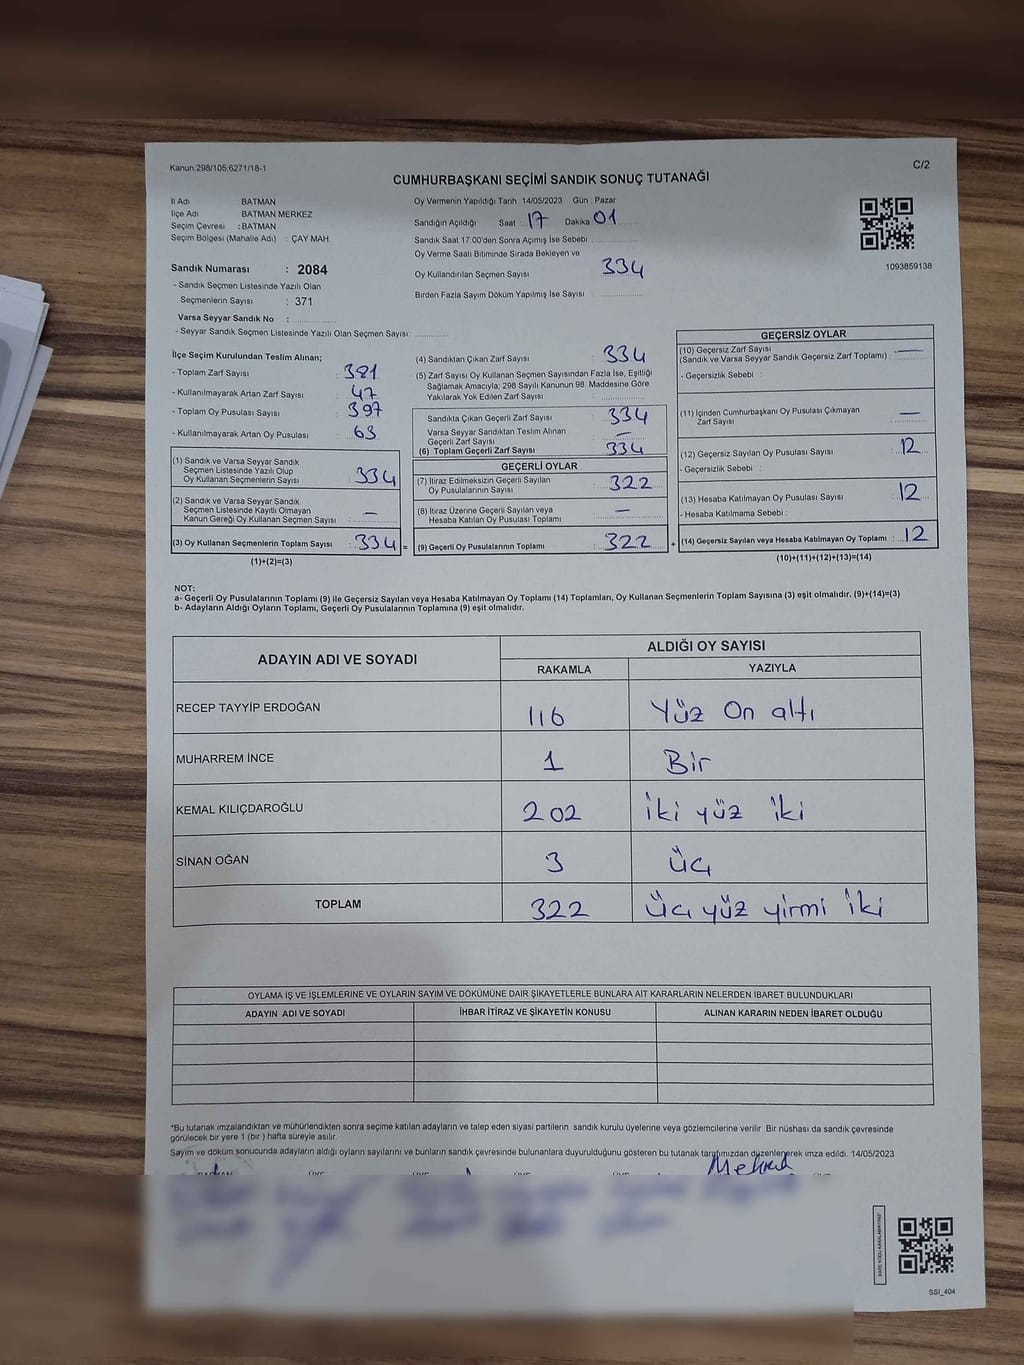 Kanun 298/105;6271/18-1
C/2
CUMHURBAŞKANI SEÇİMİ SANDIK SONUÇ TUTANAĞI
İl Adı BATMAN
İlçe Adı BATMAN MERKEZ
Seçim Çevresi : BATMAN
Seçim Bölgesi (Mahalle Adı) : ÇAY MAH.
Sandık Numarası : 2084
- Sandık Seçmen Listesinde Yazılı Olan
Seçmenlerin Sayısı : 371
Varsa Seyyar Sandık No :
- Seyyar Sandık Seçmen Listesinde Yazılı Olan Seçmen Sayısı:
Oy Vermenin Yapıldığı Tarih 14/05/2023 Gün : Pazar
Sandığın Açıldığı Saat : 17 Dakika 01
Sandık Saat 17:00'den Sonra Açımış İse Sebebi
Oy Verme Saati Bitiminde Sırada Bekleyen ve
Oy Kullandırılan Seçmen Sayısı 334
Birden Fazla Sayım Döküm Yapılmış İse Sayısı :
1093859138
İlçe Seçim Kurulundan Teslim Alınan;
- Toplam Zarf Sayısı : 381
- Kullanılmayarak Artan Zarf Sayısı : 47
- Toplam Oy Pusulası Sayısı : 397
- Kullanılmayarak Artan Oy Pusulası : 63
(1) Sandık ve Varsa Seyyar Sandık
Seçmen Listesinde Yazılı Olup
Oy Kullanan Seçmenlerin Sayısı : 334
(2) Sandık ve Varsa Seyyar Sandık
Seçmen Listesinde Kayıtlı Olmayan
Kanun Gereği Oy Kullanan Seçmen Sayısı : —
(3) Oy Kullanan Seçmenlerin Toplam Sayısı : 334 =
(1)+(2)=(3)
(4) Sandıktan Çıkan Zarf Sayısı : 334
(5) Zarf Sayısı Oy Kullanan Seçmen Sayısından Fazla İse, Eşitliği
Sağlamak Amacıyla; 298 Sayılı Kanunun 98. Maddesine Göre
Yakılarak Yok Edilen Zarf Sayısı :
Sandıkta Çıkan Geçerli Zarf Sayısı : 334
Varsa Seyyar Sandıktan Teslim Alınan
Geçerli Zarf Sayısı : —
(6) Toplam Geçerli Zarf Sayısı : 334
GEÇERLİ OYLAR
(7) İtiraz Edilmeksizin Geçerli Sayılan
Oy Pusulalarının Sayısı : 322
(8) İtiraz Üzerine Geçerli Sayılan veya
Hesaba Katılan Oy Pusulası Toplamı : —
(9) Geçerli Oy Pusulalarının Toplamı : 322 +
GEÇERSİZ OYLAR
(10) Geçersiz Zarf Sayısı
(Sandık ve Varsa Seyyar Sandık Geçersiz Zarf Toplamı) : —
- Geçersizlik Sebebi :
(11) İçinden Cumhurbaşkanı Oy Pusulası Çıkmayan
Zarf Sayısı : —
(12) Geçersiz Sayılan Oy Pusulası Sayısı : 12
- Geçersizlik Sebebi :
(13) Hesaba Katılmayan Oy Pusulası Sayısı : 12
- Hesaba Katılmama Sebebi :
(14) Geçersiz Sayılan veya Hesaba Katılmayan Oy Toplamı : 12
(10)+(11)+(12)+(13)=(14)
NOT:
a- Geçerli Oy Pusulalarının Toplamı (9) ile Geçersiz Sayılan veya Hesaba Katılmayan Oy Toplamı (14) Toplamları, Oy Kullanan Seçmenlerin Toplam Sayısına (3) eşit olmalıdır. (9)+(14)=(3)
b- Adayların Aldığı Oyların Toplamı, Geçerli Oy Pusulalarının Toplamına (9) eşit olmalıdır.
ADAYIN ADI VE SOYADI ALDIĞI OY SAYISI
RAKAMLA YAZIYLA
RECEP TAYYİP ERDOĞAN 116 Yüz On altı
MUHARREM İNCE 1 Bir
KEMAL KILIÇDAROĞLU 202 İki yüz iki
SİNAN OĞAN 3 Üç
TOPLAM 322 Üç yüz yirmi iki
OYLAMA İŞ VE İŞLEMLERİNE VE OYLARIN SAYIM VE DÖKÜMÜNE DAİR ŞİKAYETLERLE BUNLARA AİT KARARLARIN NELERDEN İBARET BULUNDUKLARI
ADAYIN ADI VE SOYADI İHBAR İTİRAZ VE ŞİKAYETİN KONUSU ALINAN KARARIN NEDEN İBARET OLDUĞU
*Bu tutanak imzalandıktan ve mühürlendikten sonra seçime katılan adayların ve talep eden siyasi partilerin sandık kurulu üyelerine veya gözlemcilerine verilir. Bir nüshası da sandık çevresinde
görülecek bir yere 1 (bir ) hafta süreyle asılır.
Sayım ve döküm sonucunda adayların aldığı oyların sayılarını ve bunların sandık çevresinde bulunanlara duyurulduğunu gösteren bu tutanak tarafımızdan düzenlenerek imza edildi. 14/05/2023
SSI_404